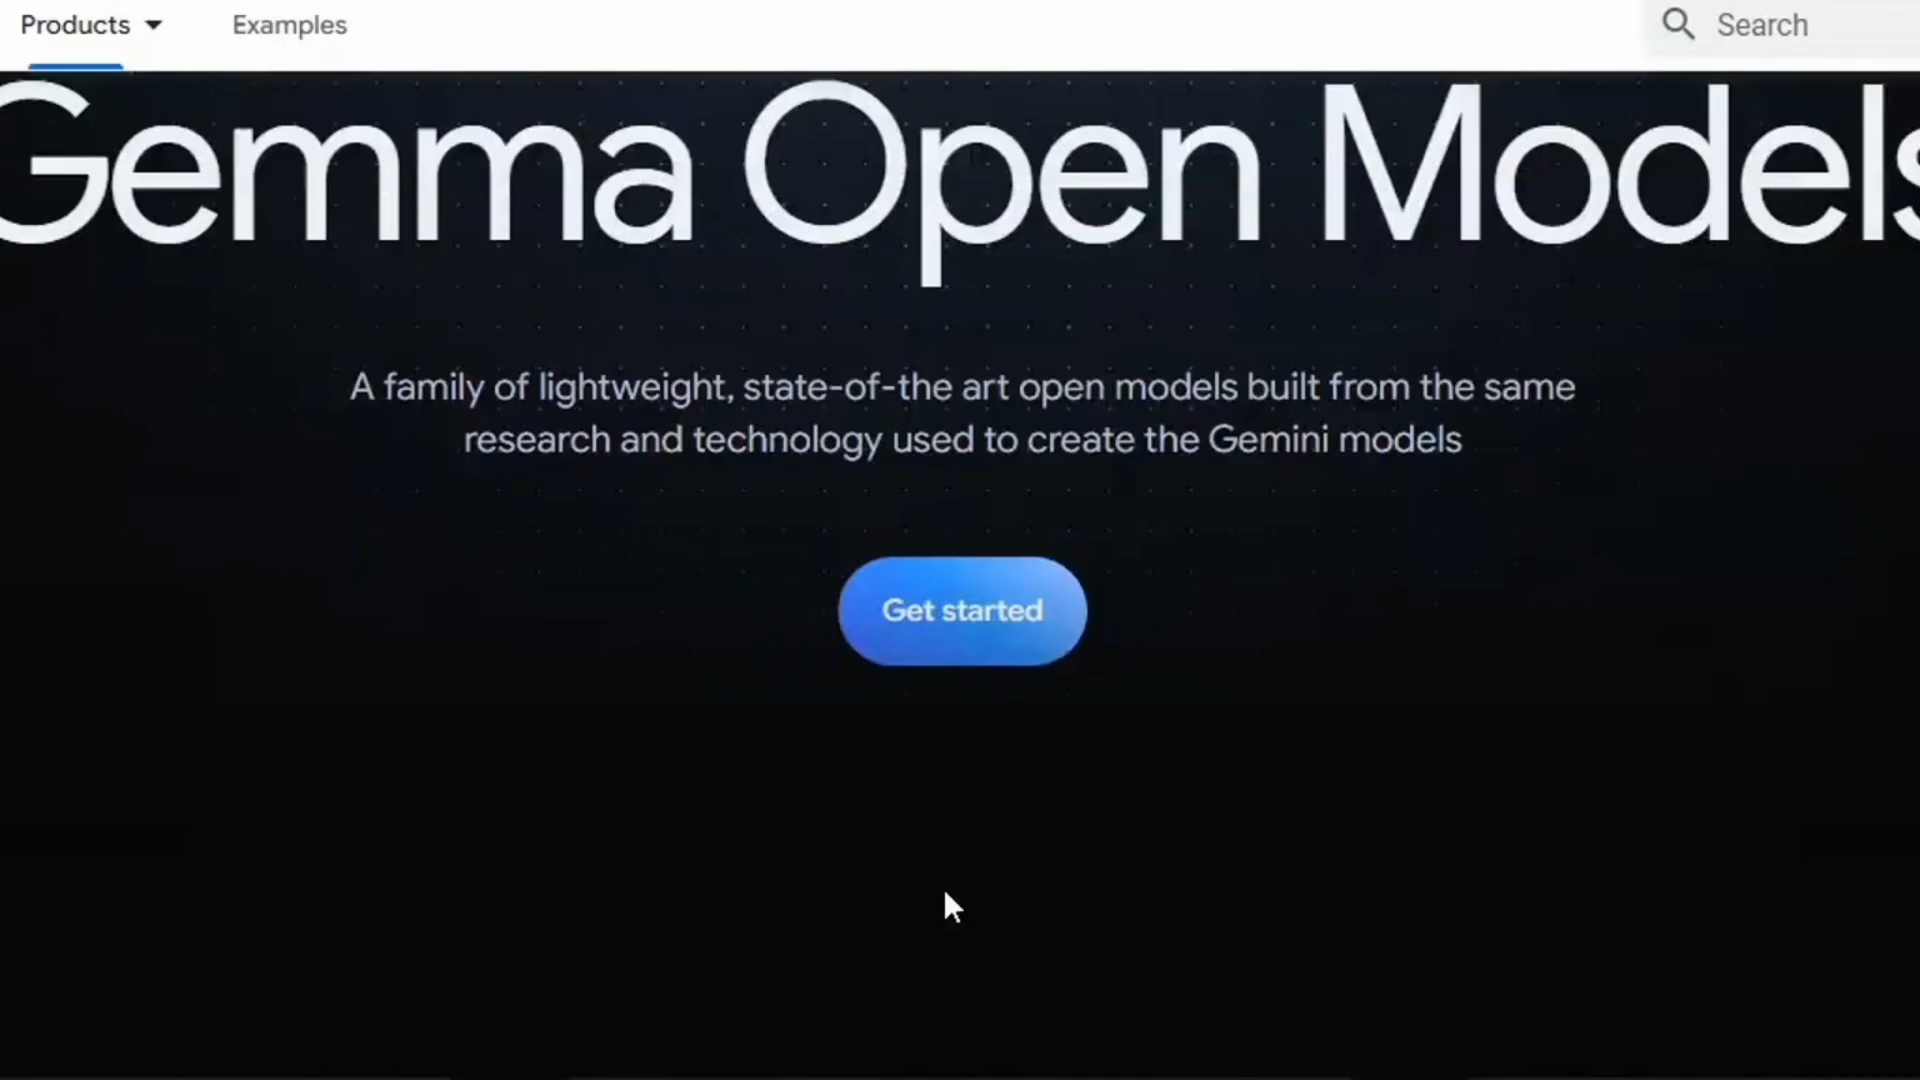 Products Examples Search
Gemma Open Models
A family of lightweight, state-of-the art open models built from the same
research and technology used to create the Gemini models
Get started